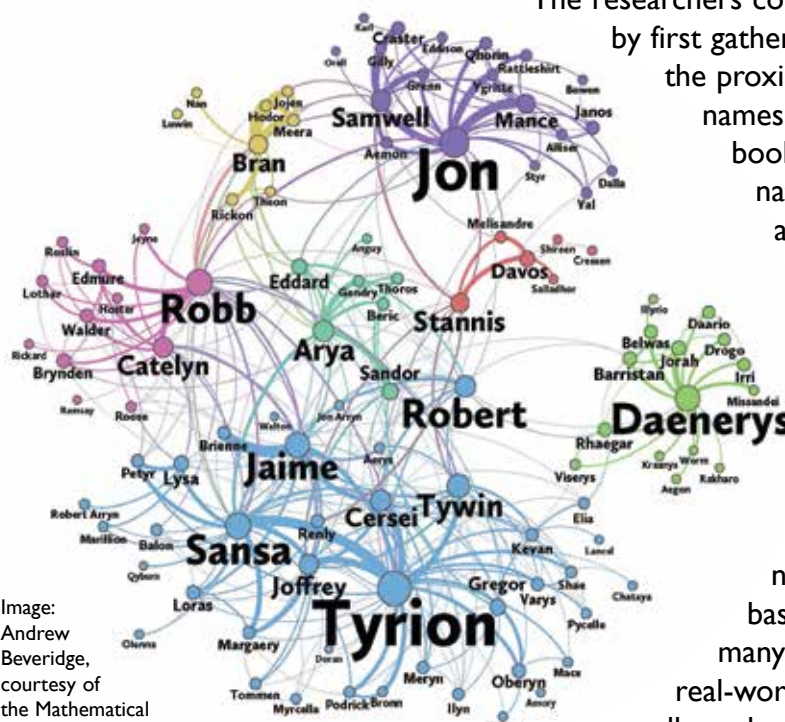 The researchers co
by first gather
the proxi
names
book
na
a
Karl
Craster
Eddison
Qhorin
Orell
Gilly
Rattleshirt
Grenn
Ygritte
Bowen
Nan
Jojen
Samwell
Mance
Janos
Hodor
Luwin
Meera
Aemon
Alliser
Bran
Jon
Styr
Dalla
Rickon
Theon
Val
Melisandre
Jeyne
Roslin
Anguy
Shireen
Cressen
Edmure
Eddard
Davos
Lothar
Gendry
Thoros
Salladhor
Hoster
Robb
Beric
Stannis
Illyrio
Walder
Daario
Arya
Belwas
Drogo
Rickard
Catelyn
Jorah
Brynden
Sandor
Barristan
Irri
Missandei
Ramsay
Roose
Jon Arryn
Robert
Daenerys
Walton
Brienne
Rhaegar
Aerys
Jaime
Kraznys
Worm
Petyr
Lysa
Viserys
Rakharo
Aegon
Cersei
Tywin
Robert Arryn
Elia
Marillion
Balon
Renly
Sansa
Kevan
Lancel
Qyburn
Joffrey
Gregor
Shae
Chataya
Loras
Varys
Tyrion
Pycelle
Olenna
Margaery
Doran
Meryn
Oberyn
Mace
Tommen
Myrcella
Podrick
Bronn
Ilyn
Amory
Image:
Andrew
Beveridge,
courtesy of
the Mathematical
n
bas
many
real-won